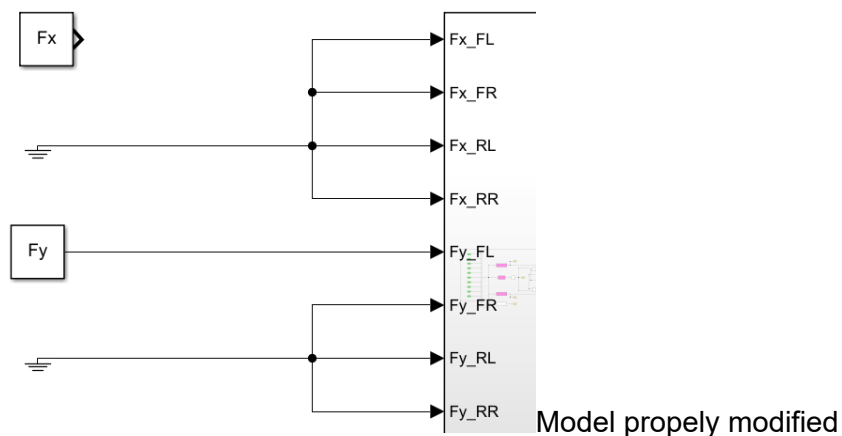 Fx
Fx_FL
Fx_FR
Fx_RL
Fx_RR
Fy
Fy_FL
Fy_FR
Fy_RL
Fy_RR
Model propely modified